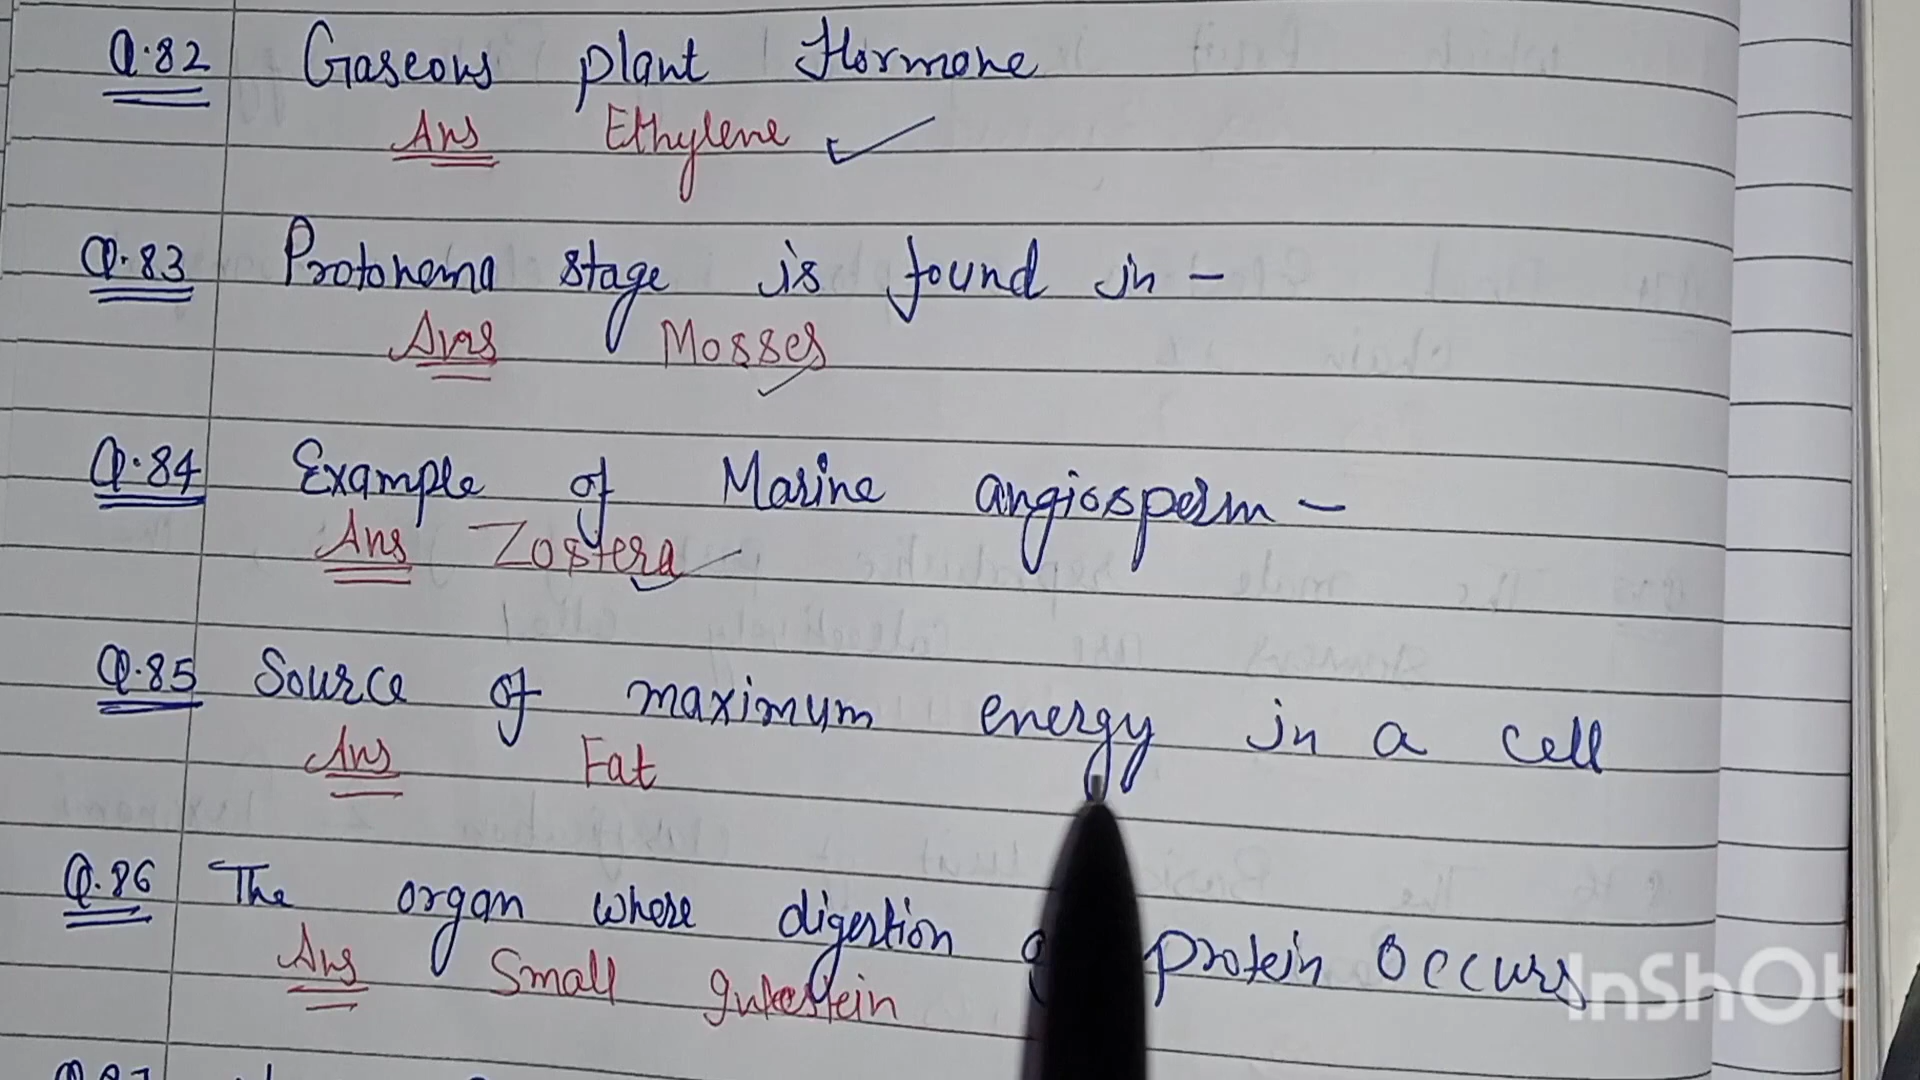 Q.82 Gaseous plant Hormone
Ans Ethylene
Q.83 Protonema stage is found in -
Ans Mosses
Q.84 Example of Marine angiosperm -
Ans Zostera
Q.85 Source of maximum energy in a cell
Ans Fat
Q.86 The organ where digestion protein occurs
Ans Small
InShOt